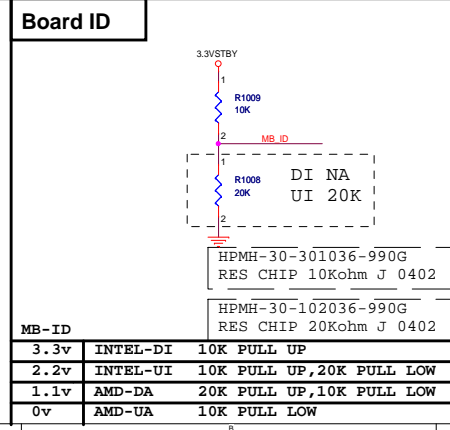 Board ID
3.3VSTBY
1
R1009
10K
2
MB_ID
1
R1008
20K
2
DI NA
UI 20K
HPMH-30-301036-990G
RES CHIP 10Kohm J 0402
HPMH-30-102036-990G
RES CHIP 20Kohm J 0402
MB-ID
3.3v INTEL-DI 10K PULL UP
2.2v INTEL-UI 10K PULL UP,20K PULL LOW
1.1v AMD-DA 20K PULL UP,10K PULL LOW
0v AMD-UA 10K PULL LOW
B